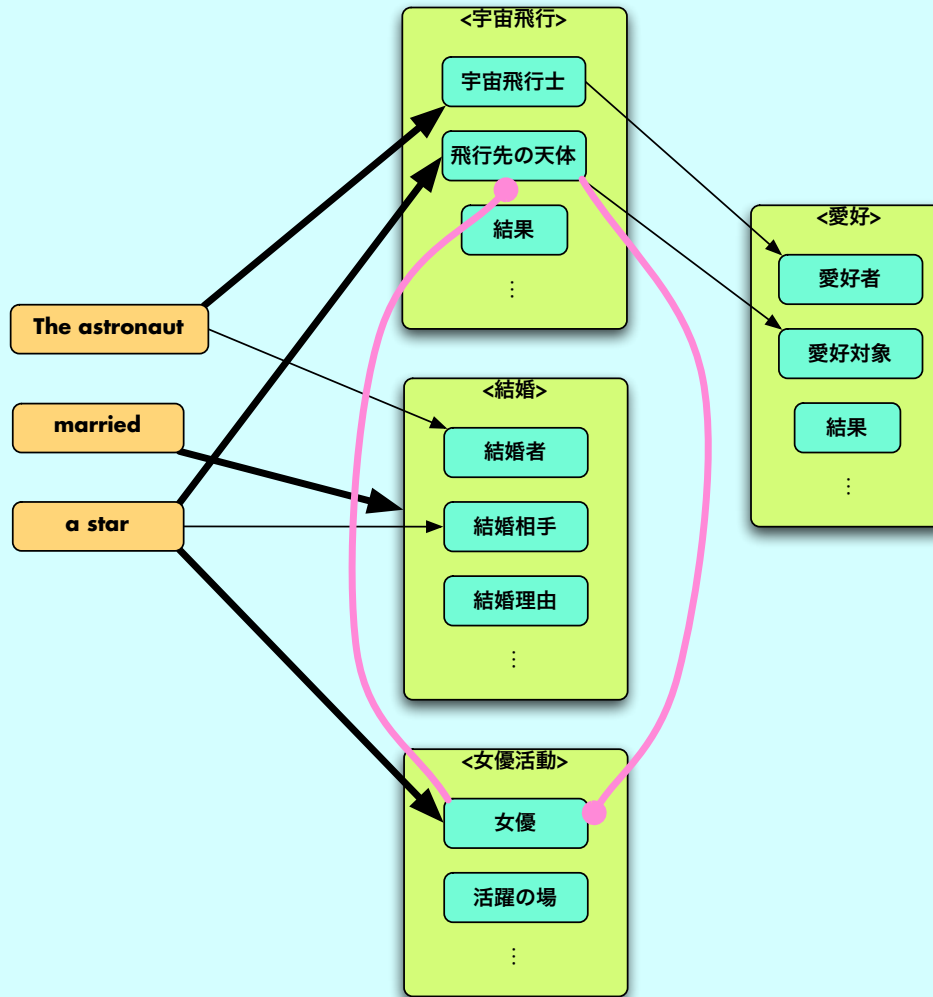 <宇宙飛行>
宇宙飛行士
飛行先の天体
結果
⋮
The astronaut
married
a star
<結婚>
結婚者
結婚相手
結婚理由
⋮
<女優活動>
女優
活躍の場
⋮
<愛好>
愛好者
愛好対象
結果
⋮